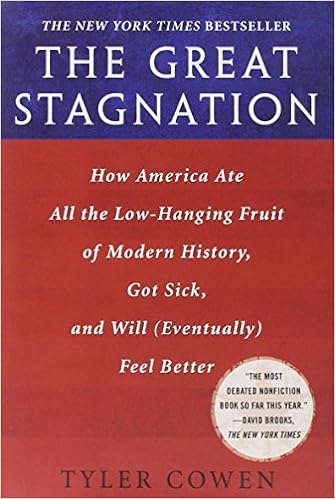 THE NEW YORK TIMES BESTSELLER
THE GREAT
STAGNATION
How America Ate
All the Low-Hanging Fruit
of Modern History,
Got Sick,
and Will (Eventually)
Feel Better
"THE MOST
DEBATED NONFICTION
BOOK SO FAR THIS YEAR."
—DAVID BROOKS,
THE NEW YORK TIMES
TYLER COWEN